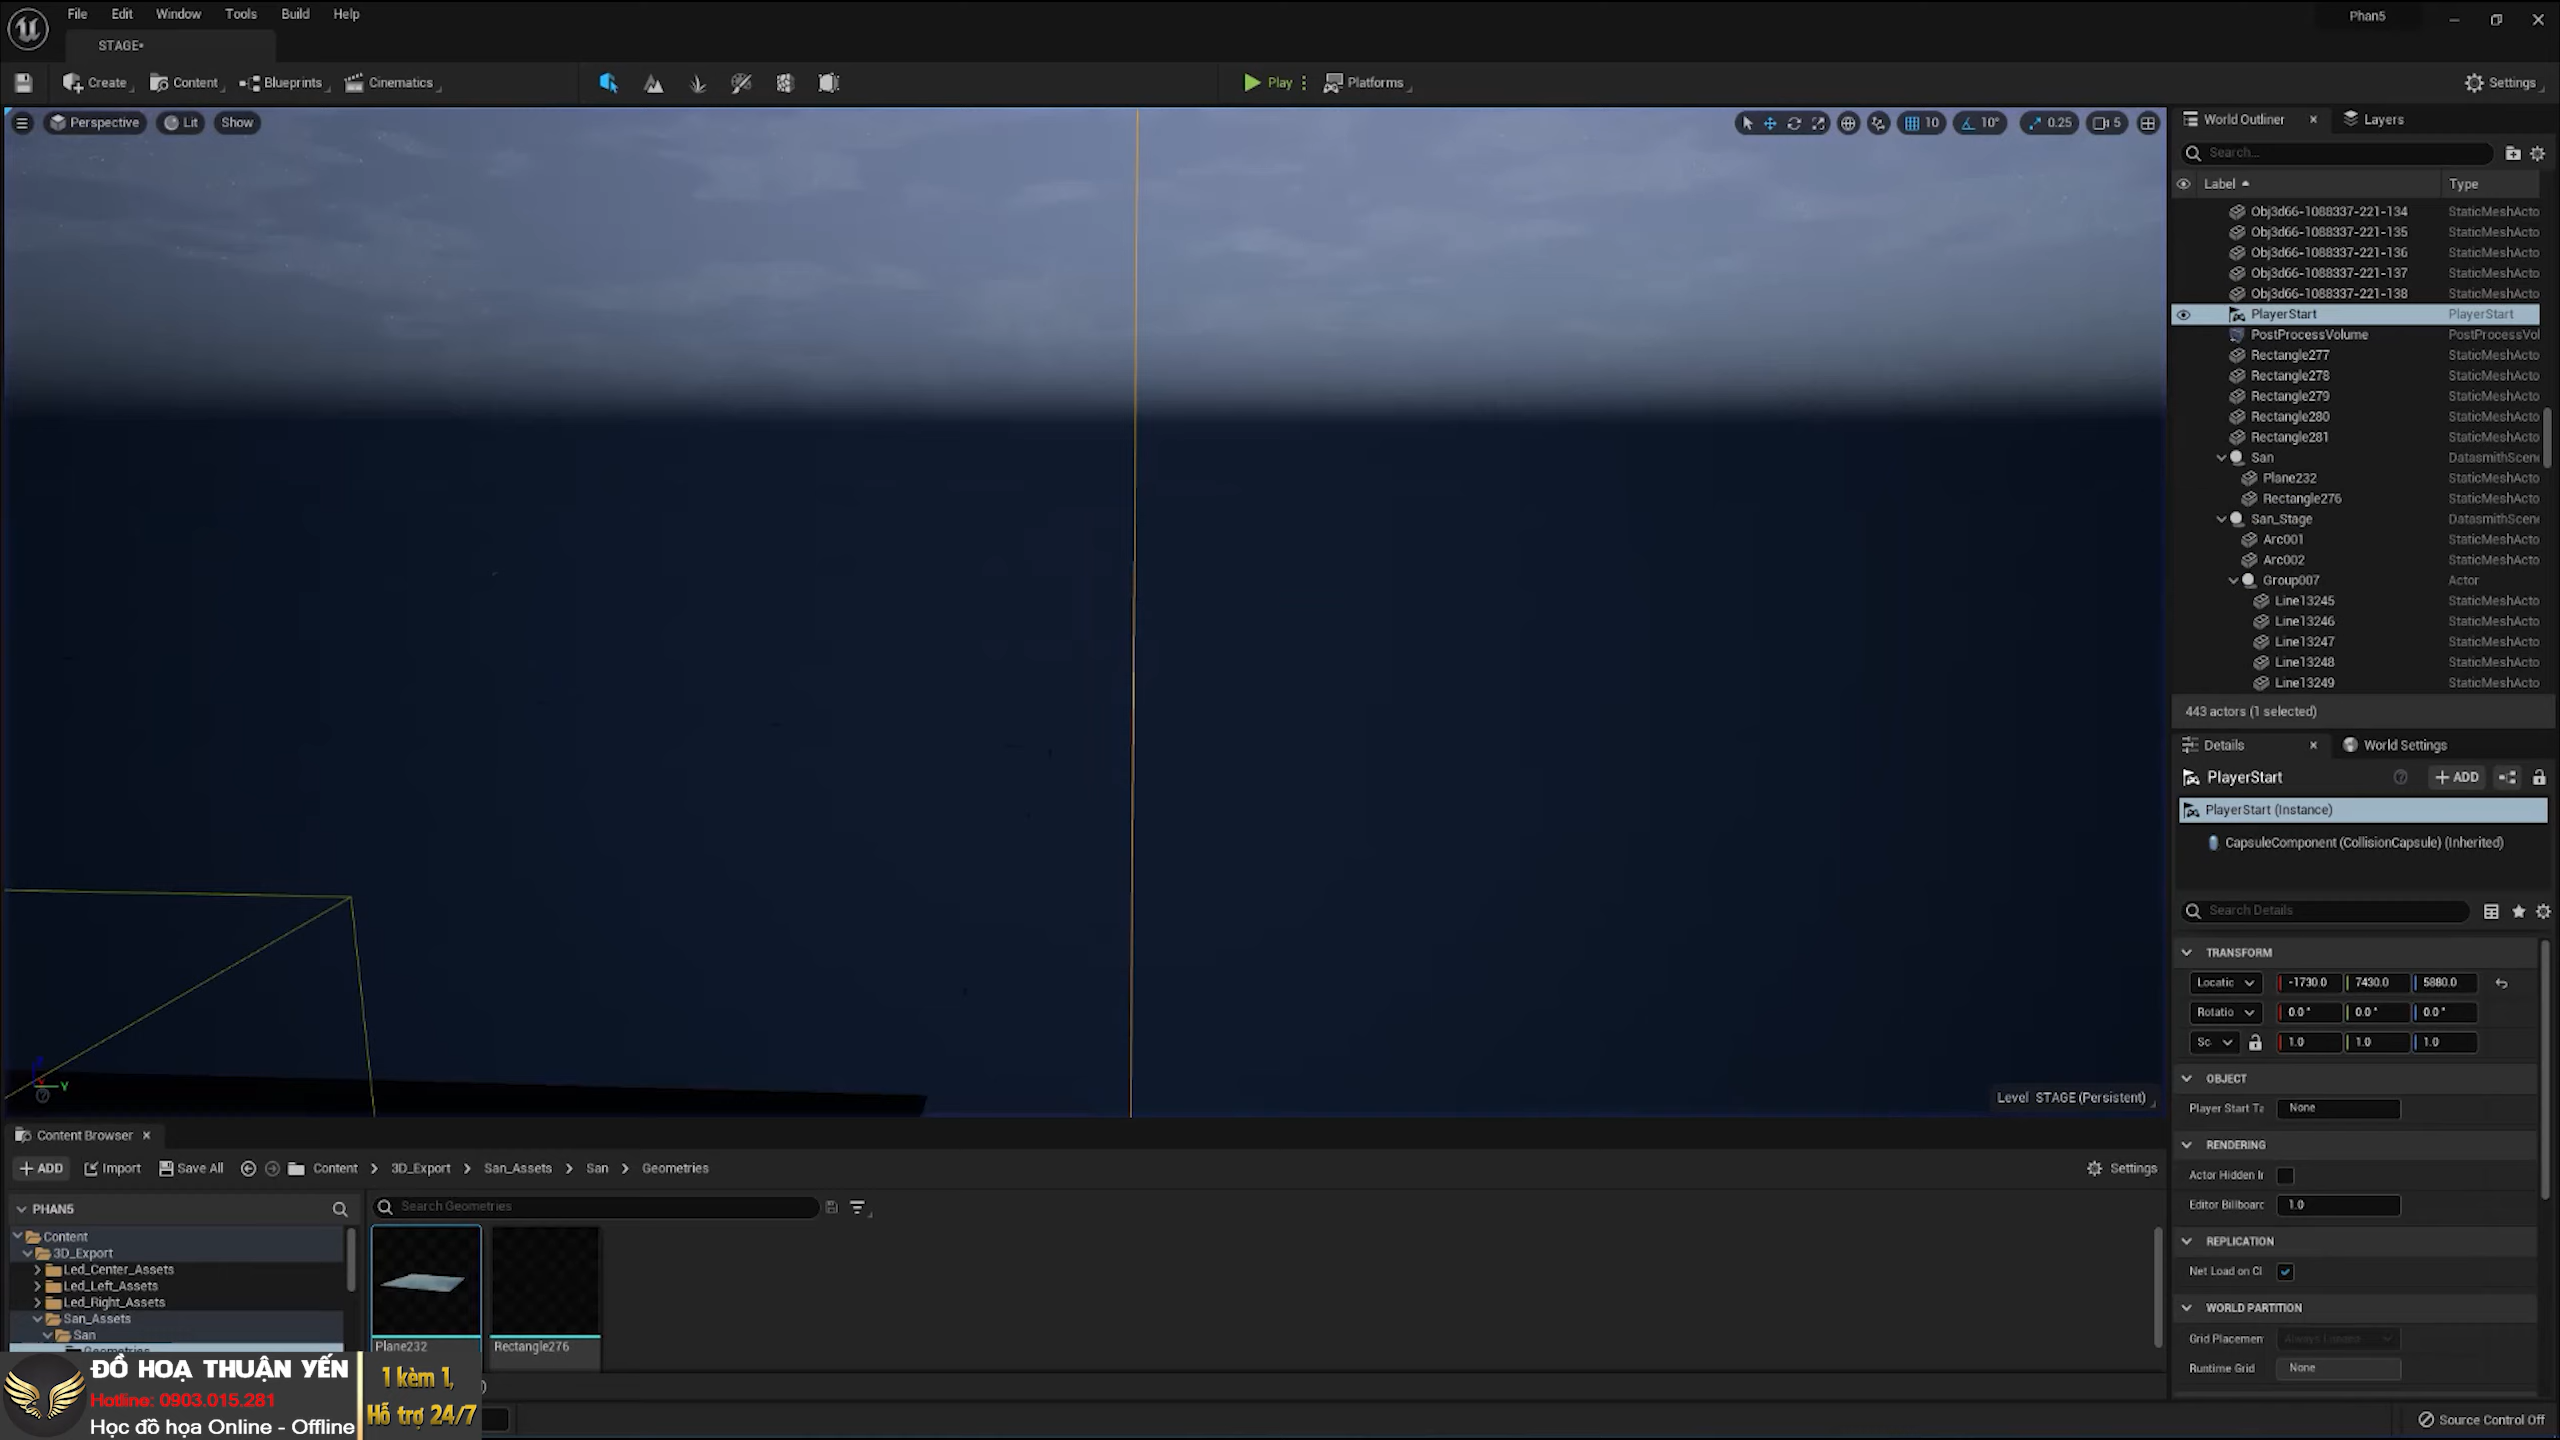 File Edit Window Tools Build Help
Phan5
STAGE•
Create Content Blueprints Cinematics
Play Platforms
Settings
Perspective Lit Show
10 10° 0.25 5
World Outliner
Layers
Search...
Label Type
Obj3d66-1088337-221-134 StaticMeshActo
Obj3d66-1088337-221-135 StaticMeshActo
Obj3d66-1088337-221-136 StaticMeshActo
Obj3d66-1088337-221-137 StaticMeshActo
Obj3d66-1088337-221-138 StaticMeshActo
PlayerStart PlayerStart
PostProcessVolume PostProcessVol
Rectangle277 StaticMeshActo
Rectangle278 StaticMeshActo
Rectangle279 StaticMeshActo
Rectangle280 StaticMeshActo
Rectangle281 StaticMeshActo
San DatasmithScene
Plane232 StaticMeshActo
Rectangle276 StaticMeshActo
San_Stage DatasmithScene
Arc001 StaticMeshActo
Arc002 StaticMeshActo
Group007 Actor
Line13245 StaticMeshActo
Line13246 StaticMeshActo
Line13247 StaticMeshActo
Line13248 StaticMeshActo
Line13249 StaticMeshActo
443 actors (1 selected)
Details
World Settings
PlayerStart
ADD
PlayerStart (Instance)
CapsuleComponent (CollisionCapsule) (Inherited)
Search Details
TRANSFORM
Locatic -1730.0 7430.0 5880.0
Rotatio 0.0° 0.0° 0.0°
Sc 1.0 1.0 1.0
OBJECT
Player Start Ta None
RENDERING
Actor Hidden Ir
Editor Billboarc 1.0
REPLICATION
Net Load on Cl
WORLD PARTITION
Grid Placemen
Runtime Grid None
Source Control Off
Y
Level STAGE (Persistent)
Content Browser
ADD Import Save All Content 3D_Export San_Assets San Geometries
Settings
PHAN5
Search Geometries
Content
3D_Export
Led_Center_Assets
Led_Left_Assets
Led_Right_Assets
San_Assets
San
Geometries
Plane232
Rectangle276
ĐỒ HOẠ THUẬN YẾN
Hotline: 0903.015.281
Học đồ họa Online - Offline
1 kèm 1,
Hỗ trợ 24/7